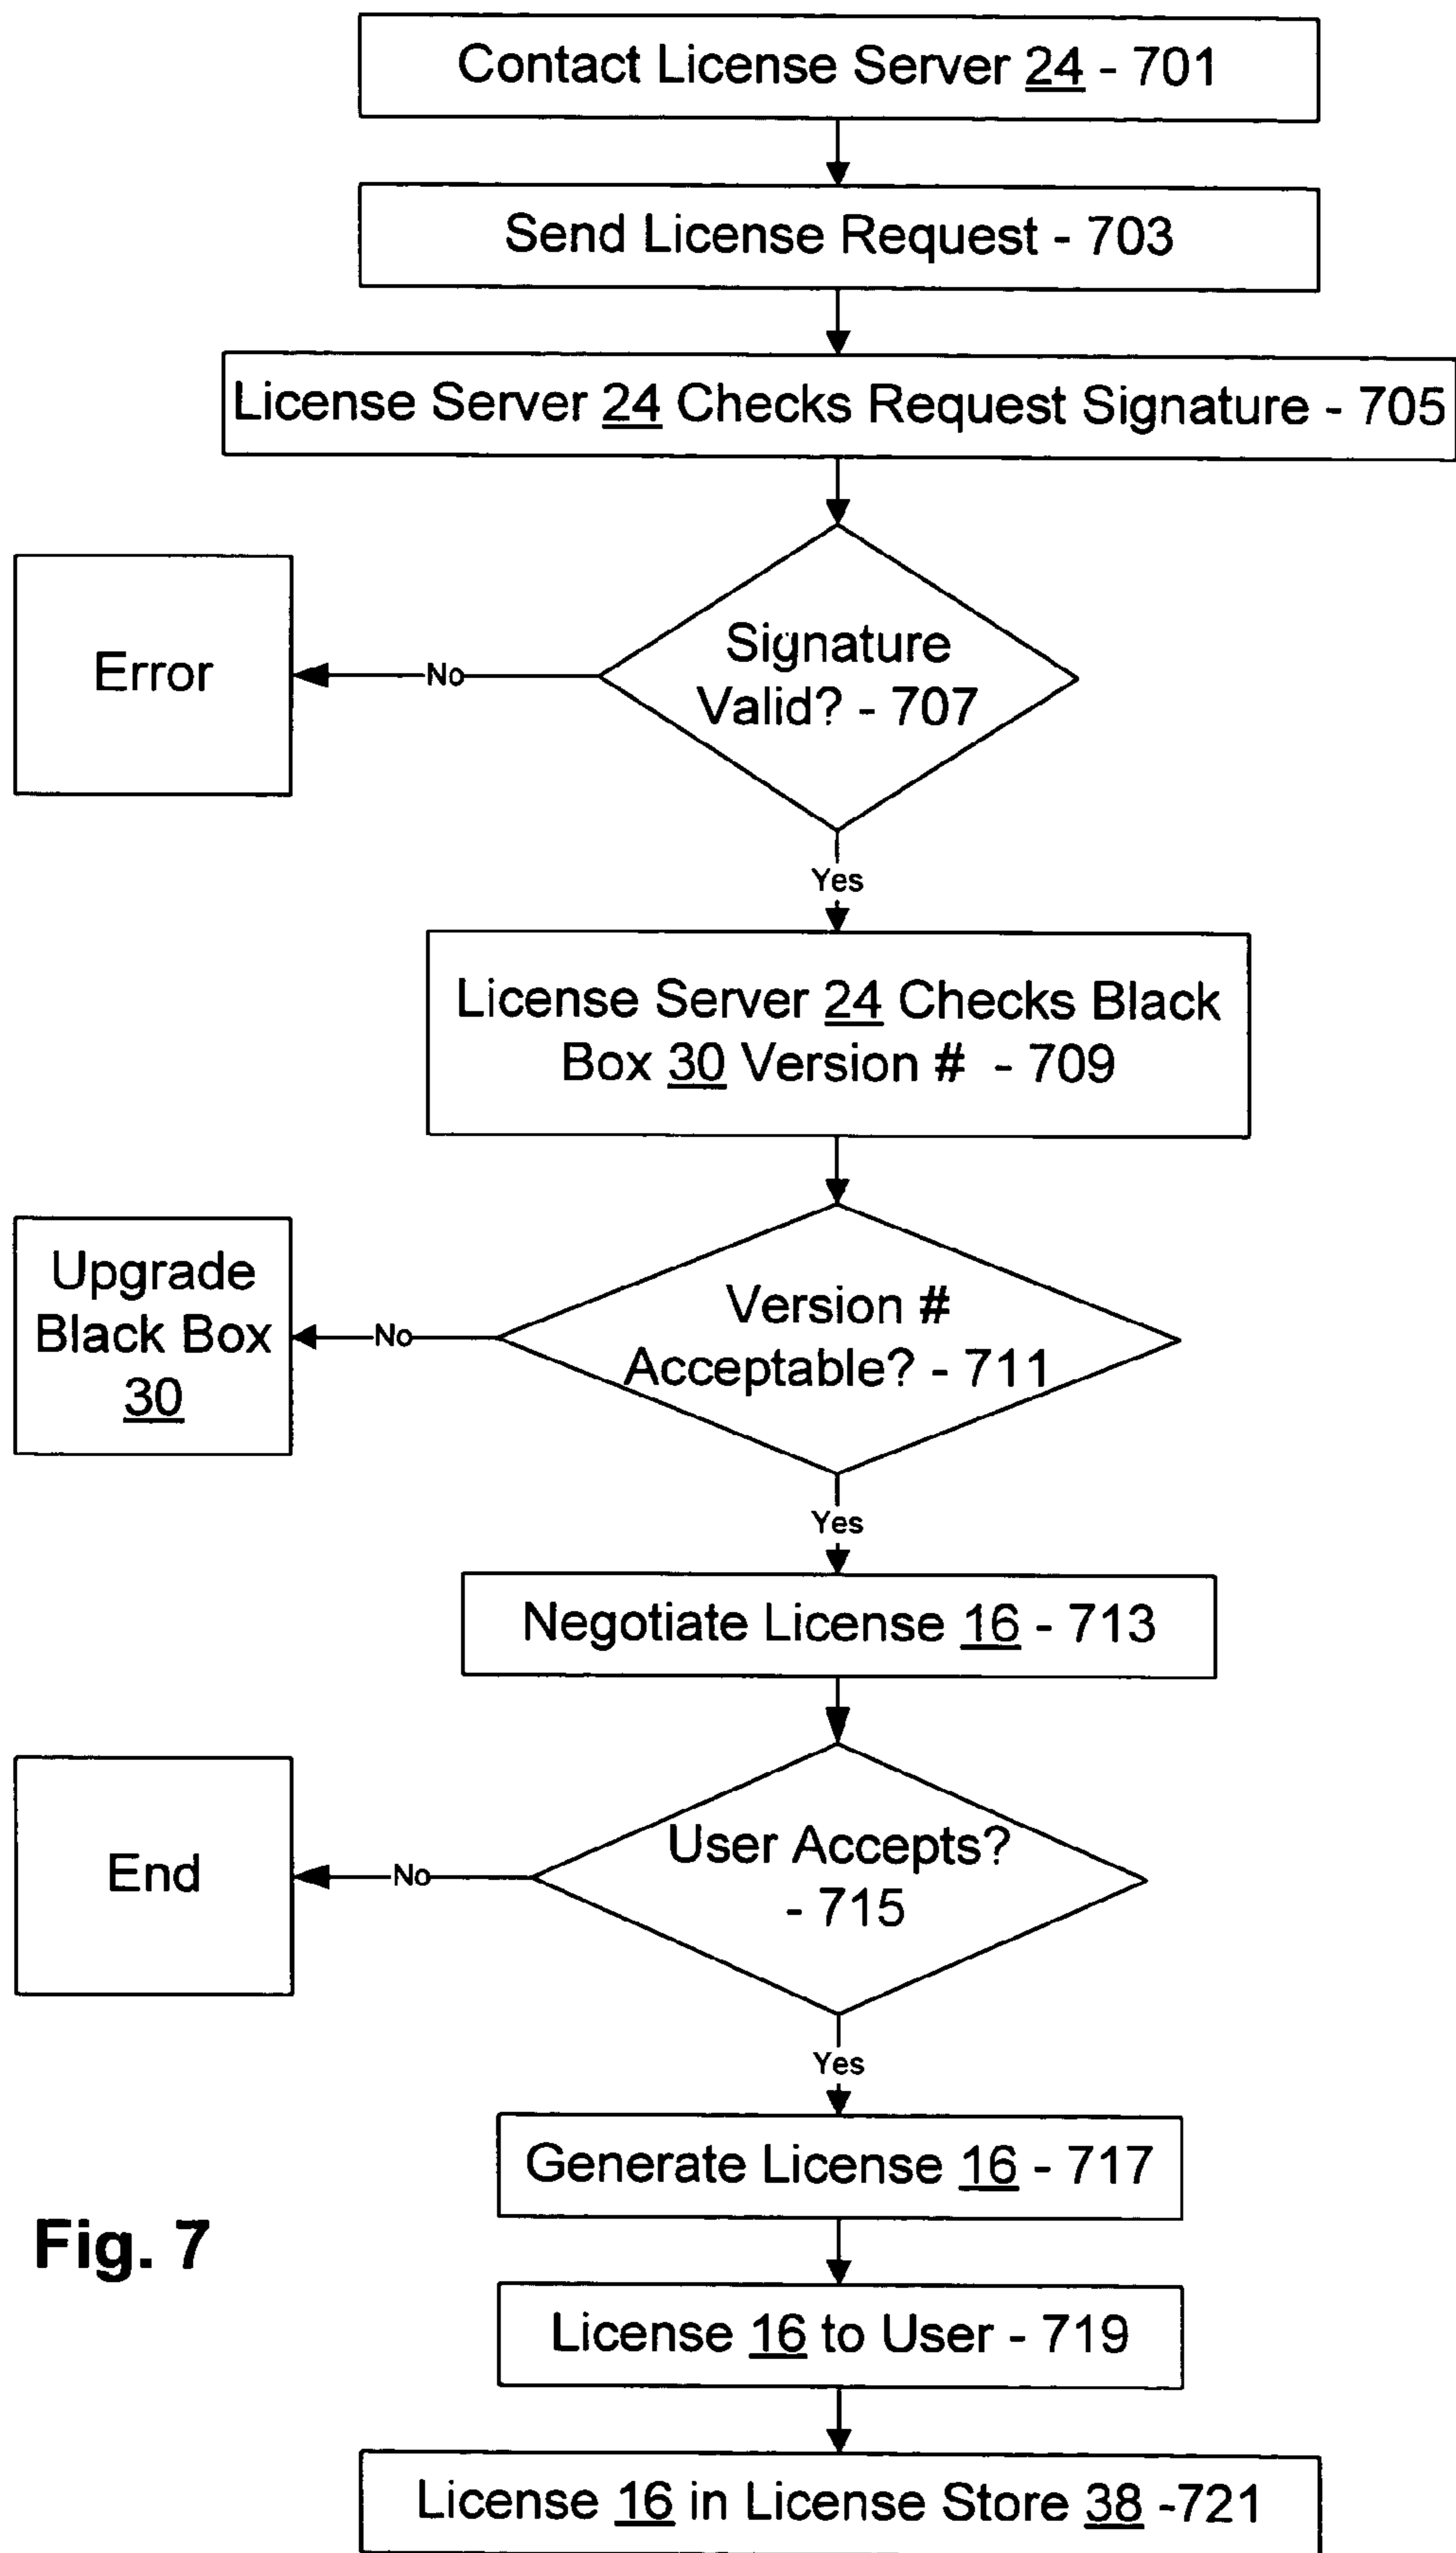 Contact License Server 24 - 701
Send License Request - 703
License Server 24 Checks Request Signature - 705
Signature
Valid? - 707
No
Error
Yes
License Server 24 Checks Black
Box 30 Version # - 709
Version #
Acceptable? - 711
No
Upgrade
Black Box
30
Yes
Negotiate License 16 - 713
User Accepts?
- 715
No
End
Yes
Generate License 16 - 717
Fig. 7
License 16 to User - 719
License 16 in License Store 38 -721